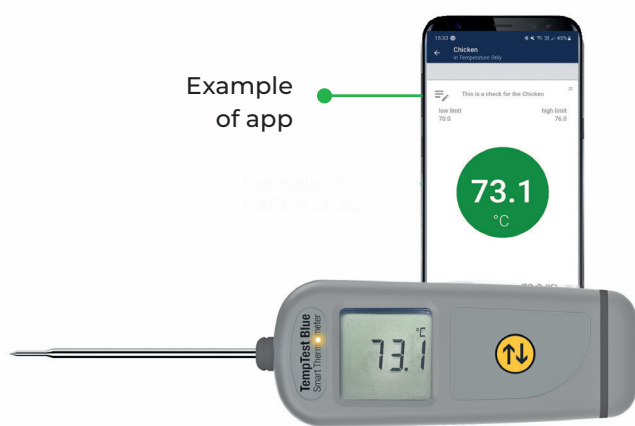 Example
of app
15:33
45%
Chicken
in Temperature Only
This is a check for the Chicken
low limit
high limit
70.0
76.0
73.1
°C
TempTest Blue
Smart Thermometer
73.1